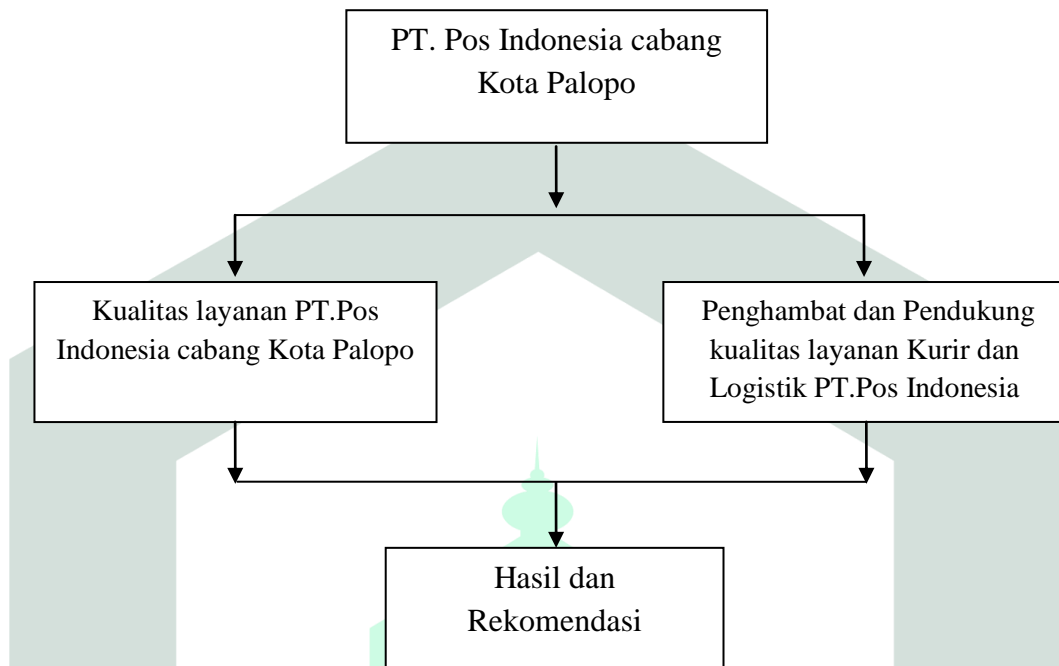 PT. Pos Indonesia cabang
Kota Palopo
Kualitas layanan PT.Pos
Indonesia cabang Kota Palopo
Penghambat dan Pendukung
kualitas layanan Kurir dan
Logistik PT.Pos Indonesia
Hasil dan
Rekomendasi